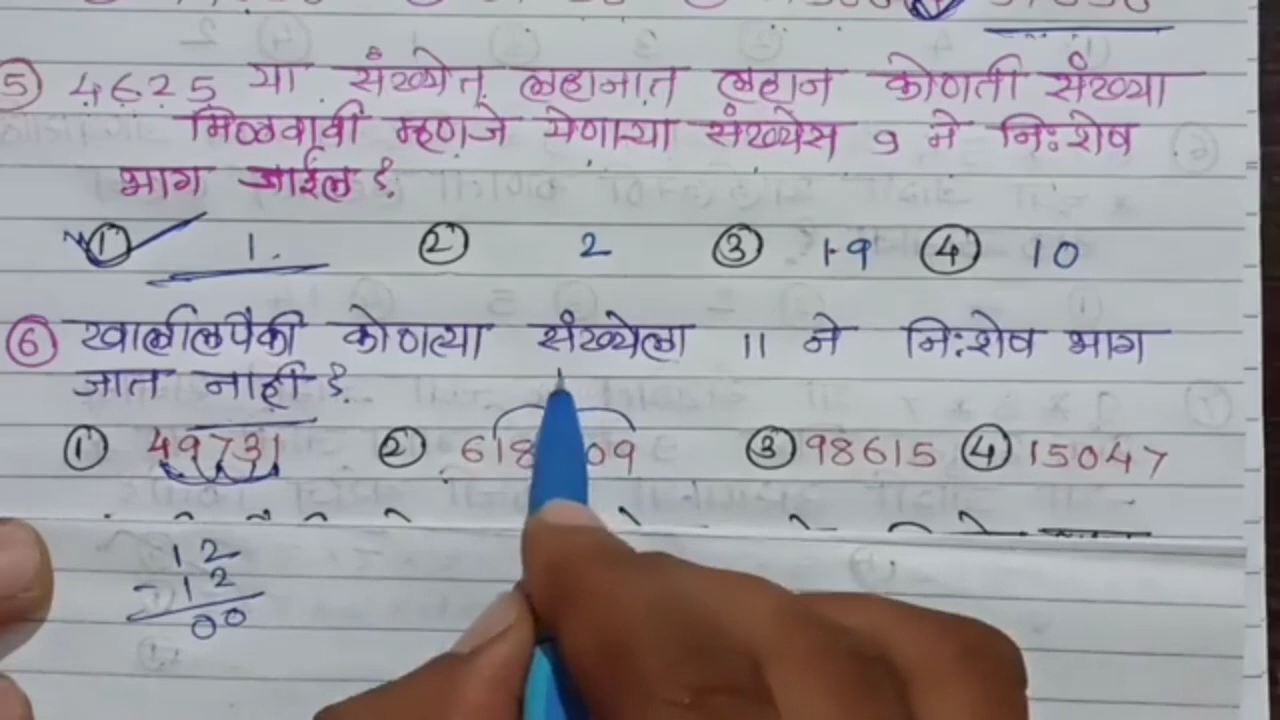 5) 4625 या संख्येत लहानात लहान कोणती संख्या
मिळवावी म्हणजे येणाऱ्या संख्येस 9 ने नि:शेष
भाग जाईल ?
① 1. ② 2 ③ 19 ④ 10
⑥ खालीलपैकी कोणत्या संख्येला 11 ने नि:शेष भाग
जात नाही ?
① 49731 ② 618 09 ③ 98615 ④ 15047
12
- 12
00